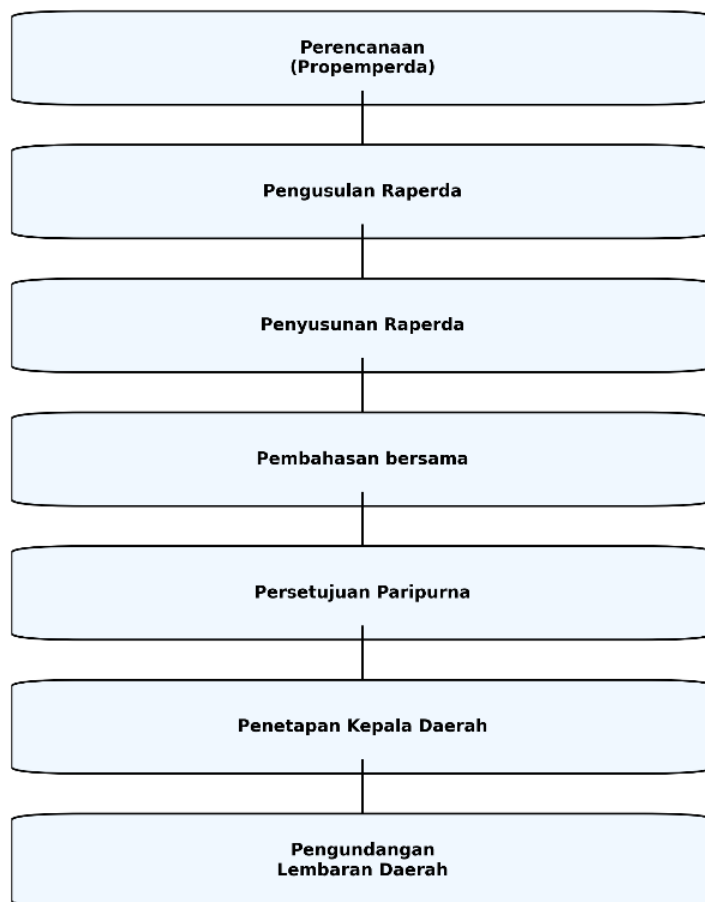 Perencanaan
(Propemperda)
Pengusulan Raperda
Penyusunan Raperda
Pembahasan bersama
Persetujuan Paripurna
Penetapan Kepala Daerah
Pengundangan
Lembaran Daerah